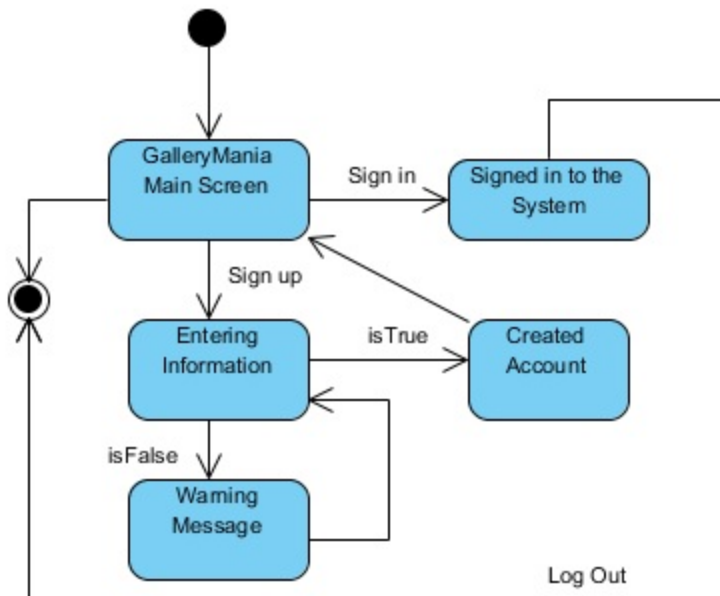 GalleryMania
Main Screen
Sign in
Signed in to the
System
Sign up
Entering
Information
isTrue
Created
Account
isFalse
Warning
Message
Log Out